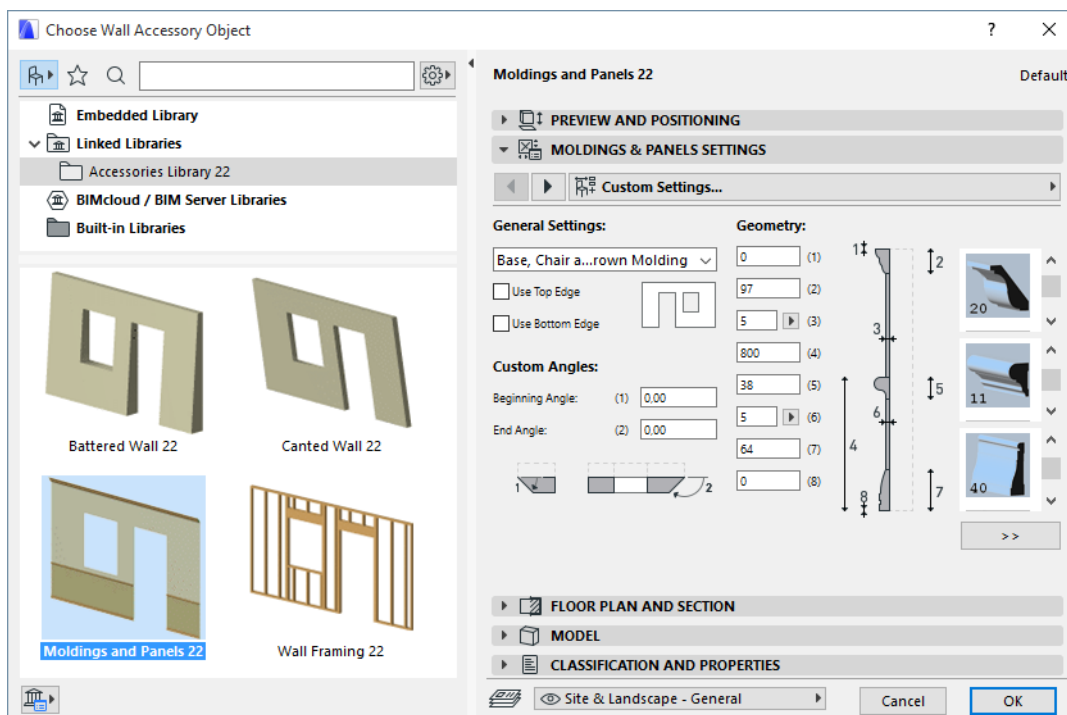 Choose Wall Accessory Object
?
Embedded Library
Linked Libraries
Accessories Library 22
BIMcloud / BIM Server Libraries
Built-in Libraries
Battered Wall 22
Canted Wall 22
Moldings and Panels 22
Wall Framing 22
Moldings and Panels 22
Default
PREVIEW AND POSITIONING
MOLDINGS & PANELS SETTINGS
Custom Settings...
General Settings:
Base, Chair a...rown Molding
Use Top Edge
Use Bottom Edge
Custom Angles:
Beginning Angle: (1) 0,00
End Angle: (2) 0,00
1 2
Geometry:
0 (1)
97 (2)
5 (3)
800 (4)
38 (5)
5 (6)
64 (7)
0 (8)
1 2
3
5
6
4
8 7
20
11
40
>>
FLOOR PLAN AND SECTION
MODEL
CLASSIFICATION AND PROPERTIES
Site & Landscape - General
Cancel
OK